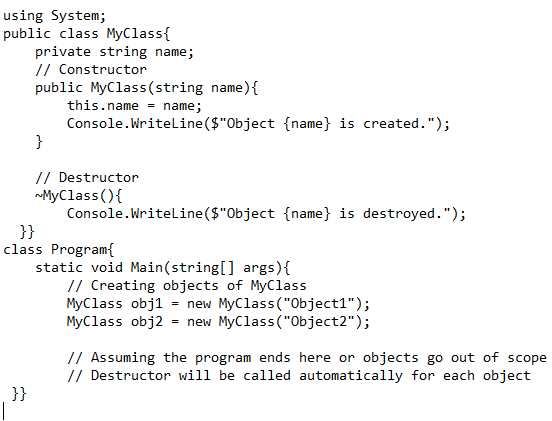 using System;
public class MyClass{
    private string name;
    // Constructor
    public MyClass(string name){
        this.name = name;
        Console.WriteLine($"Object {name} is created.");
    }

    // Destructor
    ~MyClass(){
        Console.WriteLine($"Object {name} is destroyed.");
  }}
class Program{
    static void Main(string[] args){
        // Creating objects of MyClass
        MyClass obj1 = new MyClass("Object1");
        MyClass obj2 = new MyClass("Object2");

        // Assuming the program ends here or objects go out of scope
        // Destructor will be called automatically for each object
 }}